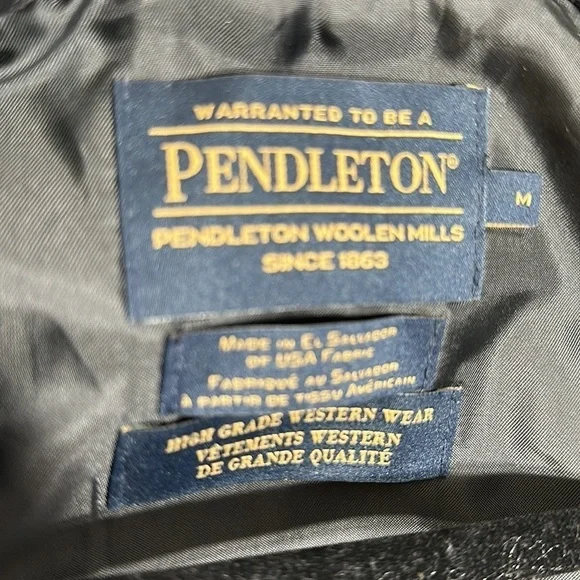 WARRANTED TO BE A
PENDLETON®
M
PENDLETON WOOLEN MILLS
SINCE 1863
MADE IN EL SALVADOR
OF USA FABRIC
FABRIQUÉ AU SALVADOR
À PARTIR DE TISSU AMÉRICAIN
HIGH GRADE WESTERN WEAR
VÊTEMENTS WESTERN
DE GRANDE QUALITÉ